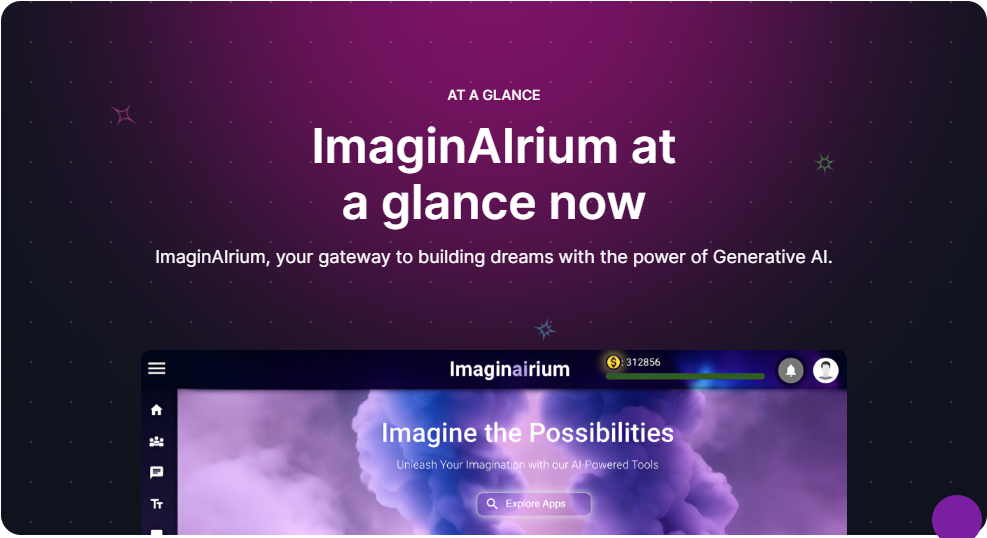 AT A GLANCE
ImaginAIrium at
a glance now
ImaginAIrium, your gateway to building dreams with the power of Generative AI.
Imaginairium
$ : 312856
Imagine the Possibilities
Unleash Your Imagination with our AI-Powered Tools
Explore Apps
Tт